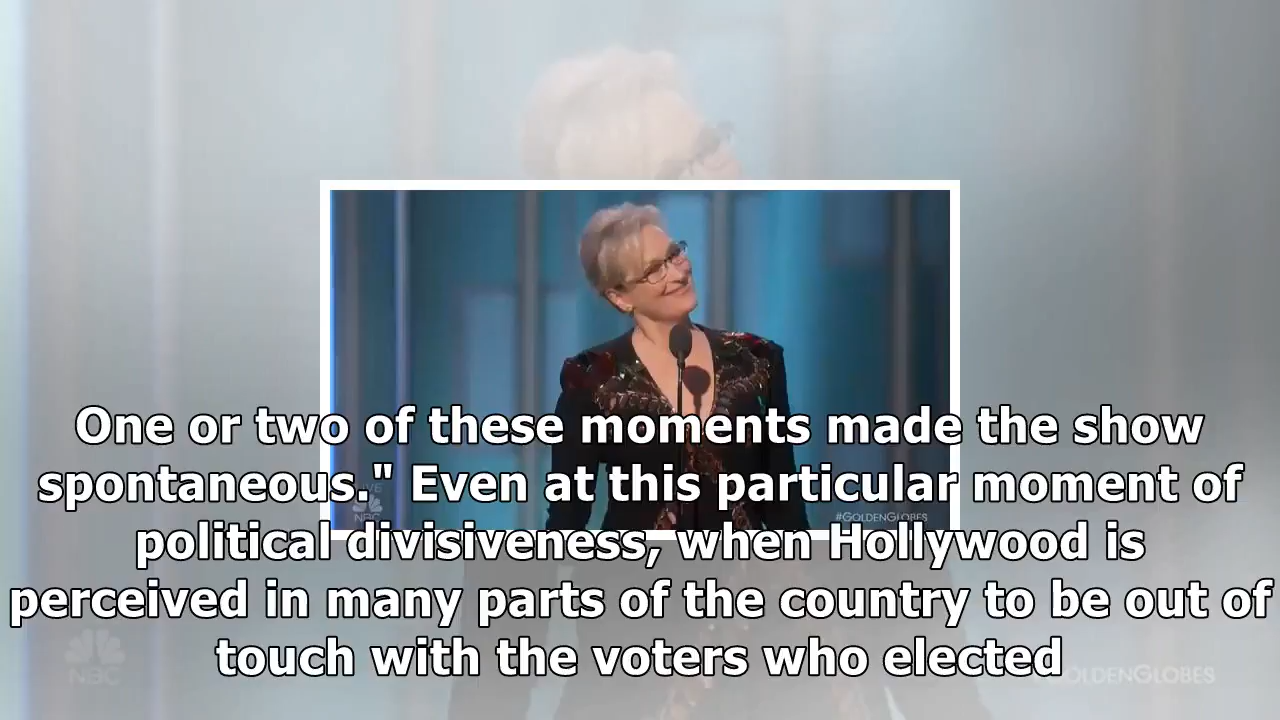 One or two of these moments made the show
spontaneous." Even at this particular moment of
political divisiveness, when Hollywood is
perceived in many parts of the country to be out of
touch with the voters who elected
NBC
#GOLDENGLOBES
NBC
OLDENGLOBES